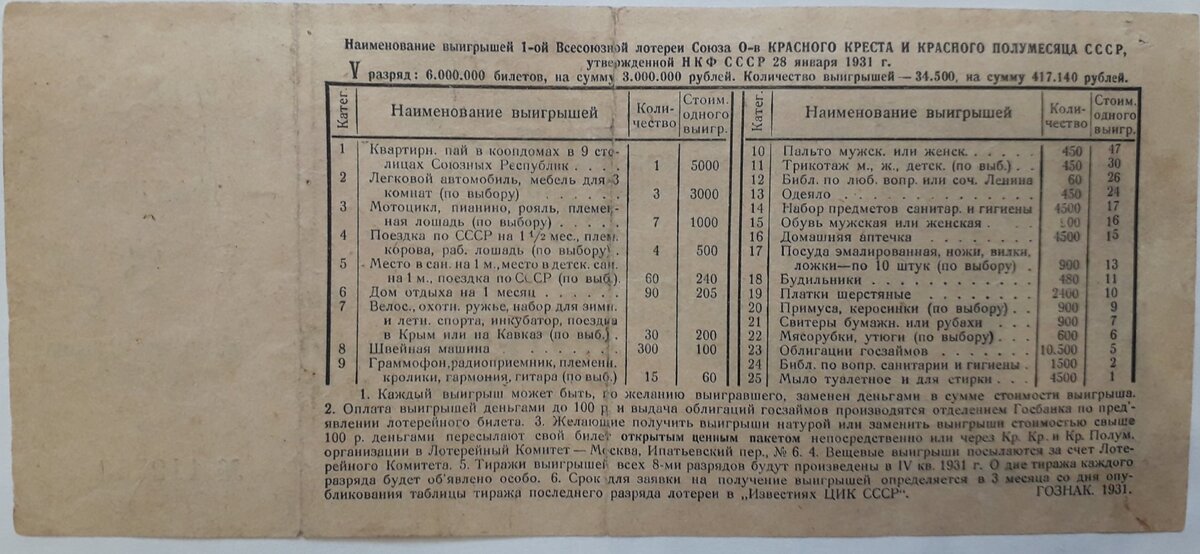 Наименование выигрышей 1-ой Всесоюзной лотереи Союза О-в КРАСНОГО КРЕСТА И КРАСНОГО ПОЛУМЕСЯЦА СССР,
утвержденной НКФ СССР 28 января 1931 г.
V разряд: 6.000.000 билетов, на сумму 3.000.000 рублей. Количество выигрышей — 34.500, на сумму 417.140 рублей.
Катег. Наименование выигрышей Коли-чество Стоим. одного выигр.
1 Квартирн. пай в коопдомах в 9 сто-
лицах Союзных Республик . . . . 1 5000
2 Легковой автомобиль, мебель для 3
комнат (по выбору) . . . . . . 3 3000
3 Мотоцикл, пианино, рояль, племен-
ная лошадь (по выбору) . . . . . 7 1000
4 Поездка по СССР на 1 1/2 мес., плем.
корова, раб. лошадь (по выбору) . 4 500
5 Место в сан. на 1 м., место в детск. сан.
на 1 м., поездка по СССР (по выб.) 60 240
6 Дом отдыха на 1 месяц . . . . . . 90 205
7 Велос., охотн. ружье, набор для зимн.
и летн. спорта, инкубатор, поездка
в Крым или на Кавказ (по выб.) . 30 200
8 Швейная машина . . . . . . . . 300 100
9 Граммофон, радиоприемник, племенн.
кролики, гармония, гитара (по выб.) 15 60
Катег. Наименование выигрышей Коли-чество Стоим. одного выигр.
10 Пальто мужск. или женск. . . . . . 450 47
11 Трикотаж м., ж., детск. (по выб.) . . 450 30
12 Библ. по люб. вопр. или соч. Ленина 60 26
13 Одеяло . . . . . . . . . . . . 450 24
14 Набор предметов санитар. и гигиены 4500 17
15 Обувь мужская или женская . . . . 16
16 Домашняя аптечка . . . . . . . . 4500 15
17 Посуда эмалированная, ножи, вилки,
ложки—по 10 штук (по выбору) . 900 13
18 Будильники . . . . . . . . . . . 480 11
19 Платки шерстяные . . . . . . . . 2400 10
20 Примуса, керосинки (по выбору) . . 900 9
21 Свитеры бумажн. или рубахи . . . 900 7
22 Мясорубки, утюги (по выбору) . . . 600 6
23 Облигации госзаймов . . . . . . . 10.500 5
24 Библ. по вопр. санитарии и гигиены . 1500 2
25 Мыло туалетное и для стирки . . . 4500 1
1. Каждый выигрыш может быть, по желанию выигравшего, заменен деньгами в сумме стоимости выигрыша.
2. Оплата выигрышей деньгами до 100 р. и выдача облигаций госзаймов производятся отделением Госбанка по пред'-
явлении лотерейного билета. 3. Желающие получить выигрыши натурой или заменить выигрыши стоимостью свыше
100 р. деньгами пересылают свой билет открытым ценным пакетом непосредственно или через Кр. Кр. и Кр. Полум.
организации в Лотерейный Комитет — Москва, Ипатьевский пер., № 6. 4. Вещевые выигрыши посылаются за счет Лоте-
рейного Комитета. 5. Тиражи выигрышей всех 8-ми разрядов будут произведены в IV кв. 1931 г. О дне тиража каждого
разряда будет об'явлено особо. 6. Срок для заявки на получение выигрышей определяется в 3 месяца со дня опу-
бликования таблицы тиража последнего разряда лотереи в „Известиях ЦИК СССР". ГОЗНАК. 1931.